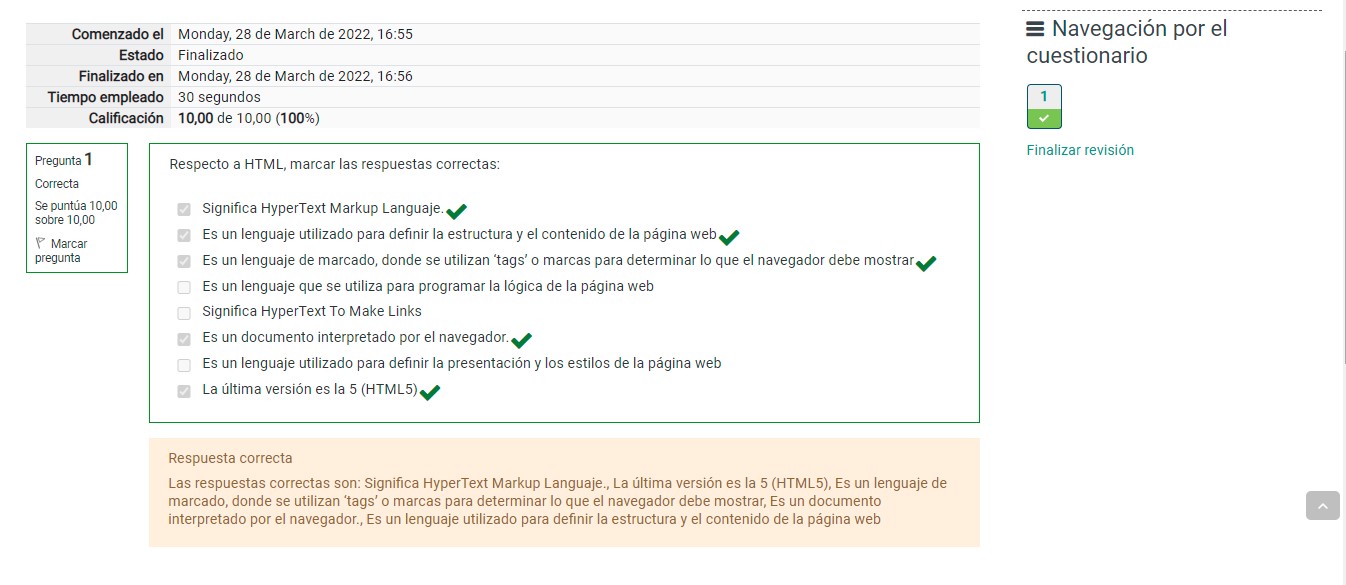 Comenzado el Monday, 28 de March de 2022, 16:55
Estado Finalizado
Finalizado en Monday, 28 de March de 2022, 16:56
Tiempo empleado 30 segundos
Calificación 10,00 de 10,00 (100%)
Pregunta 1
Correcta
Se puntúa 10,00
sobre 10,00
Marcar
pregunta
Respecto a HTML, marcar las respuestas correctas:
Significa HyperText Markup Languaje.
Es un lenguaje utilizado para definir la estructura y el contenido de la página web
Es un lenguaje de marcado, donde se utilizan ‘tags’ o marcas para determinar lo que el navegador debe mostrar
Es un lenguaje que se utiliza para programar la lógica de la página web
Significa HyperText To Make Links
Es un documento interpretado por el navegador.
Es un lenguaje utilizado para definir la presentación y los estilos de la página web
La última versión es la 5 (HTML5)
Respuesta correcta
Las respuestas correctas son: Significa HyperText Markup Languaje., La última versión es la 5 (HTML5), Es un lenguaje de
marcado, donde se utilizan ‘tags’ o marcas para determinar lo que el navegador debe mostrar, Es un documento
interpretado por el navegador., Es un lenguaje utilizado para definir la estructura y el contenido de la página web
Navegación por el
cuestionario
1
Finalizar revisión